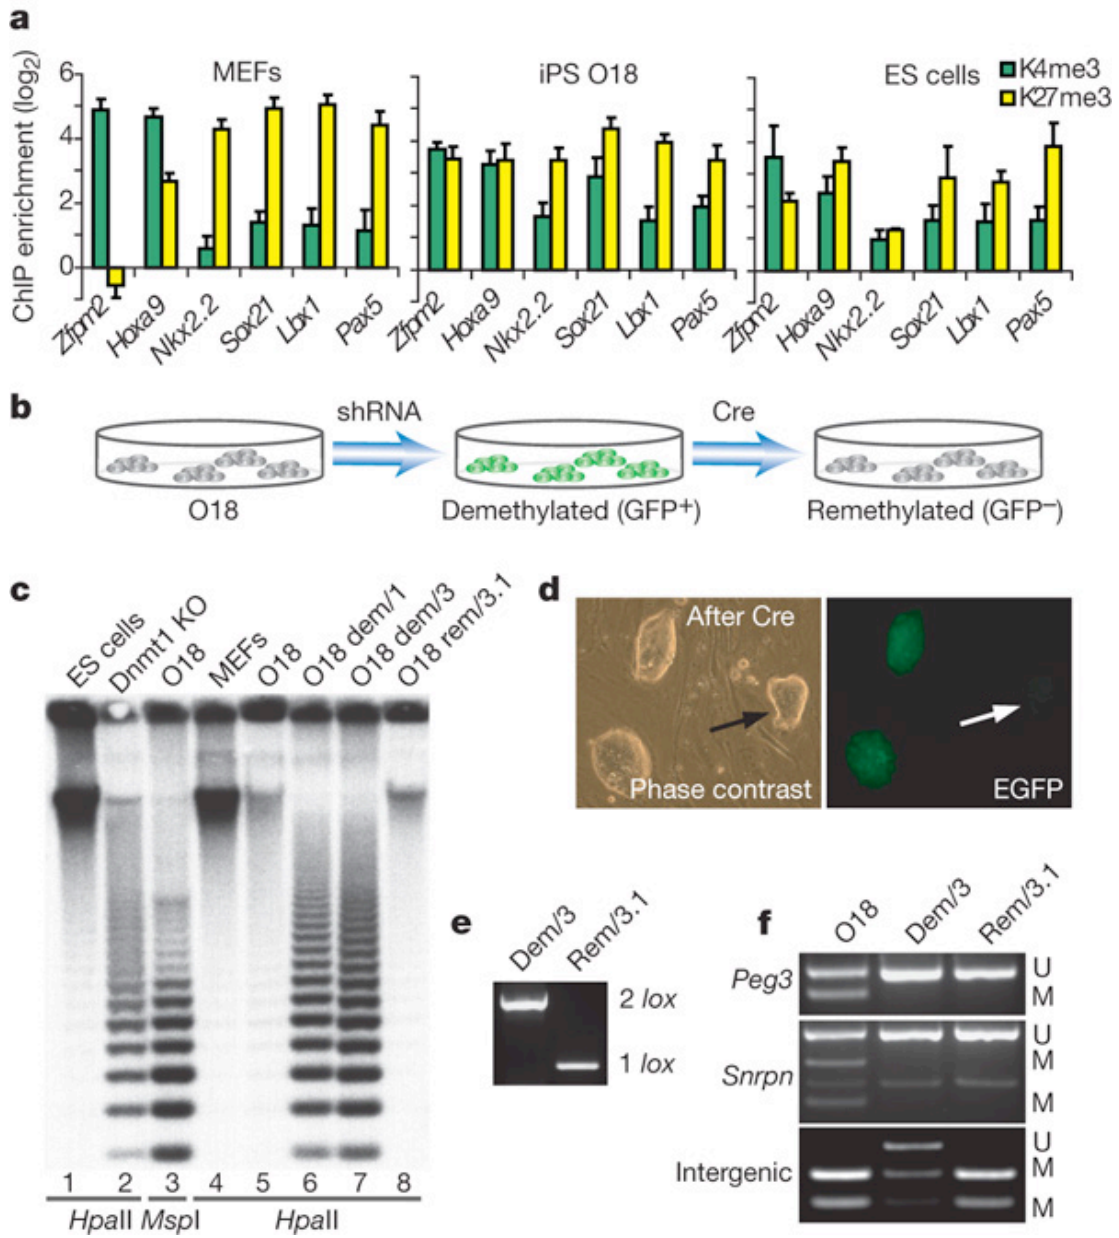 a
ChIP enrichment (log2)
6
4
2
0
MEFs
iPS O18
ES cells
K4me3
K27me3
Zfpm2 Hoxa9 Nkx2.2 Sox21 Lbx1 Pax5
Zfpm2 Hoxa9 Nkx2.2 Sox21 Lbx1 Pax5
Zfpm2 Hoxa9 Nkx2.2 Sox21 Lbx1 Pax5
b
shRNA
Cre
O18
Demethylated (GFP+)
Remethylated (GFP–)
c
ES cells
Dnmt1 KO
O18
MEFs
O18
O18 dem/1
O18 dem/3
O18 rem/3.1
1 2 3 4 5 6 7 8
HpaII MspI HpaII
d
After Cre
Phase contrast
EGFP
e
Dem/3
Rem/3.1
2 lox
1 lox
f
O18
Dem/3
Rem/3.1
Peg3
U
M
Snrpn
U
M
M
Intergenic
U
M
M